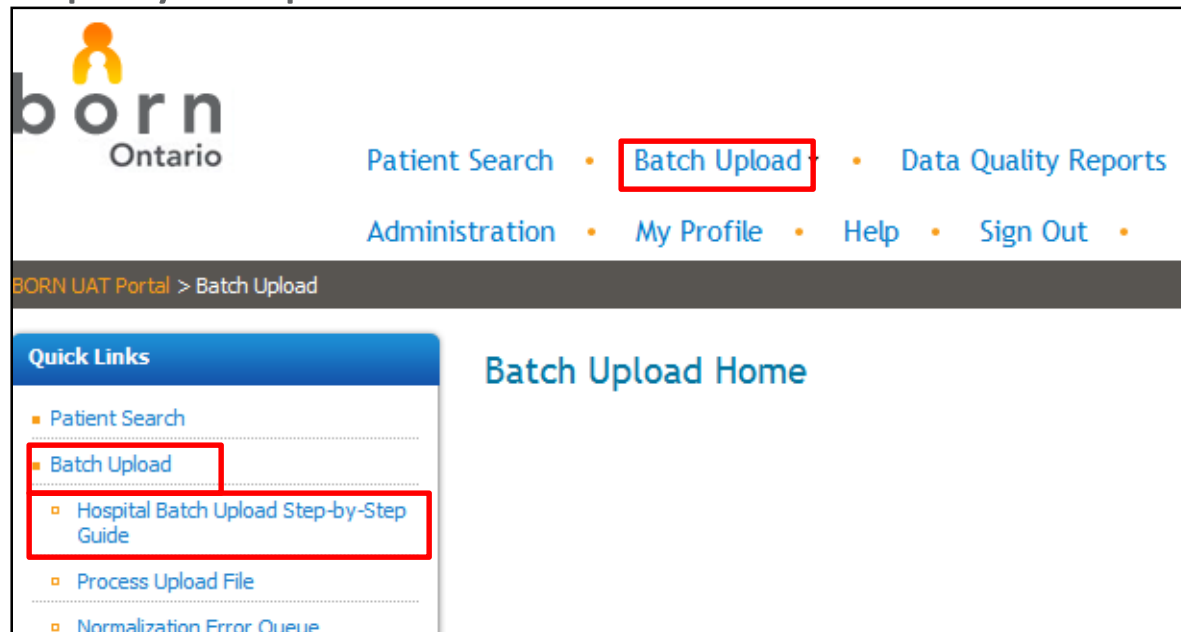 born
Ontario
Patient Search • Batch Upload • Data Quality Reports
Administration • My Profile • Help • Sign Out •
BORN UAT Portal > Batch Upload
Quick Links
Batch Upload Home
Patient Search
Batch Upload
Hospital Batch Upload Step-by-Step
Guide
Process Upload File
Normalization Error Queue